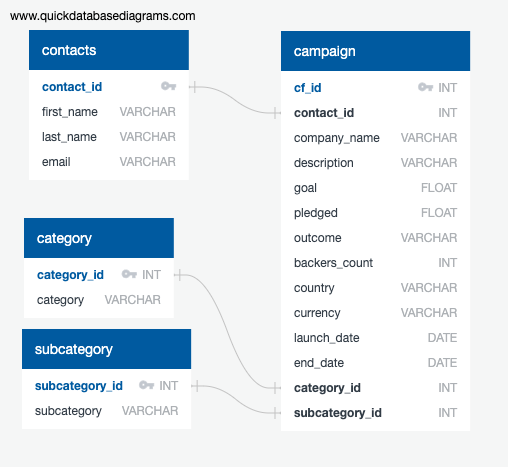 www.quickdatabasediagrams.com
contacts
contact_id
first_name VARCHAR
last_name VARCHAR
email VARCHAR
campaign
cf_id INT
contact_id INT
company_name VARCHAR
description VARCHAR
goal FLOAT
pledged FLOAT
outcome VARCHAR
backers_count INT
country VARCHAR
currency VARCHAR
launch_date DATE
end_date DATE
category_id INT
subcategory_id INT
category
category_id INT
category VARCHAR
subcategory
subcategory_id INT
subcategory VARCHAR